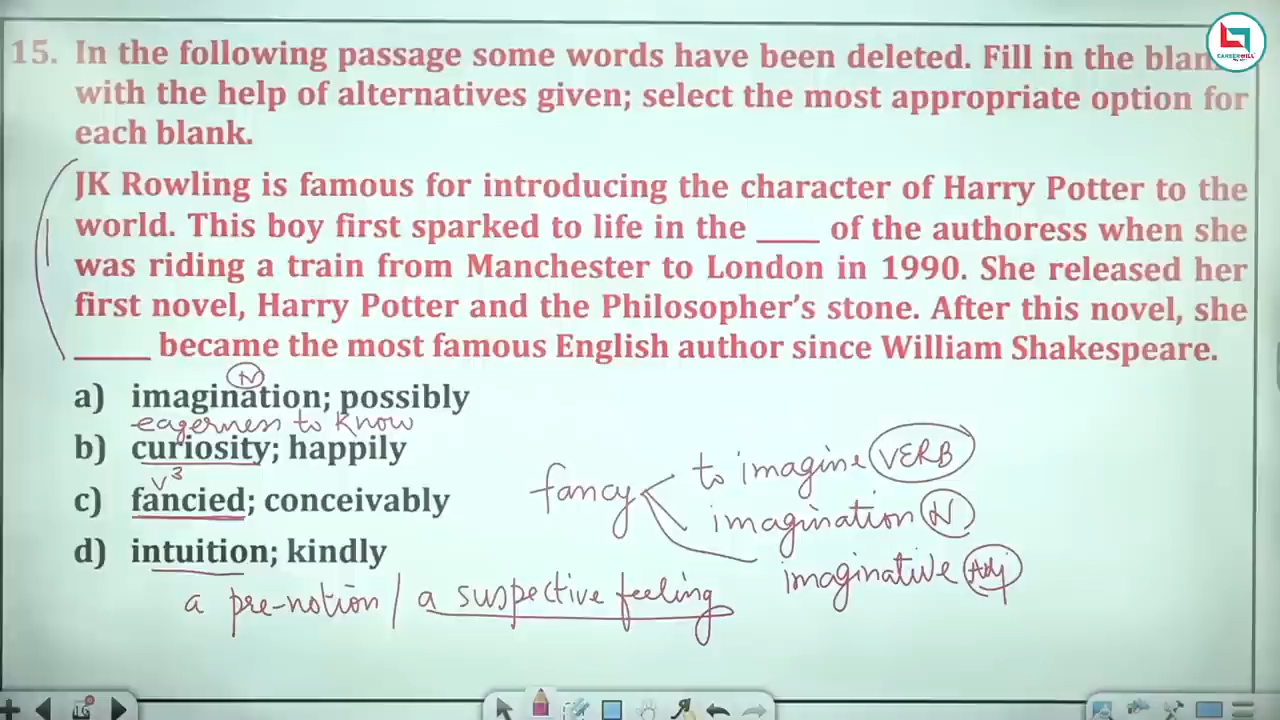 15. In the following passage some words have been deleted. Fill in the blan
with the help of alternatives given; select the most appropriate option for
each blank.
JK Rowling is famous for introducing the character of Harry Potter to the
world. This boy first sparked to life in the ____ of the authoress when she
was riding a train from Manchester to London in 1990. She released her
first novel, Harry Potter and the Philosopher's stone. After this novel, she
_____ became the most famous English author since William Shakespeare.
N
a) imagination; possibly
eagerness to know
b) curiosity; happily
V3
c) fancied; conceivably
d) intuition; kindly
a pre-notion / a suspective feeling
fancy
to imagine VERB
imagination N
imaginative Adj
CAREERWILL
16